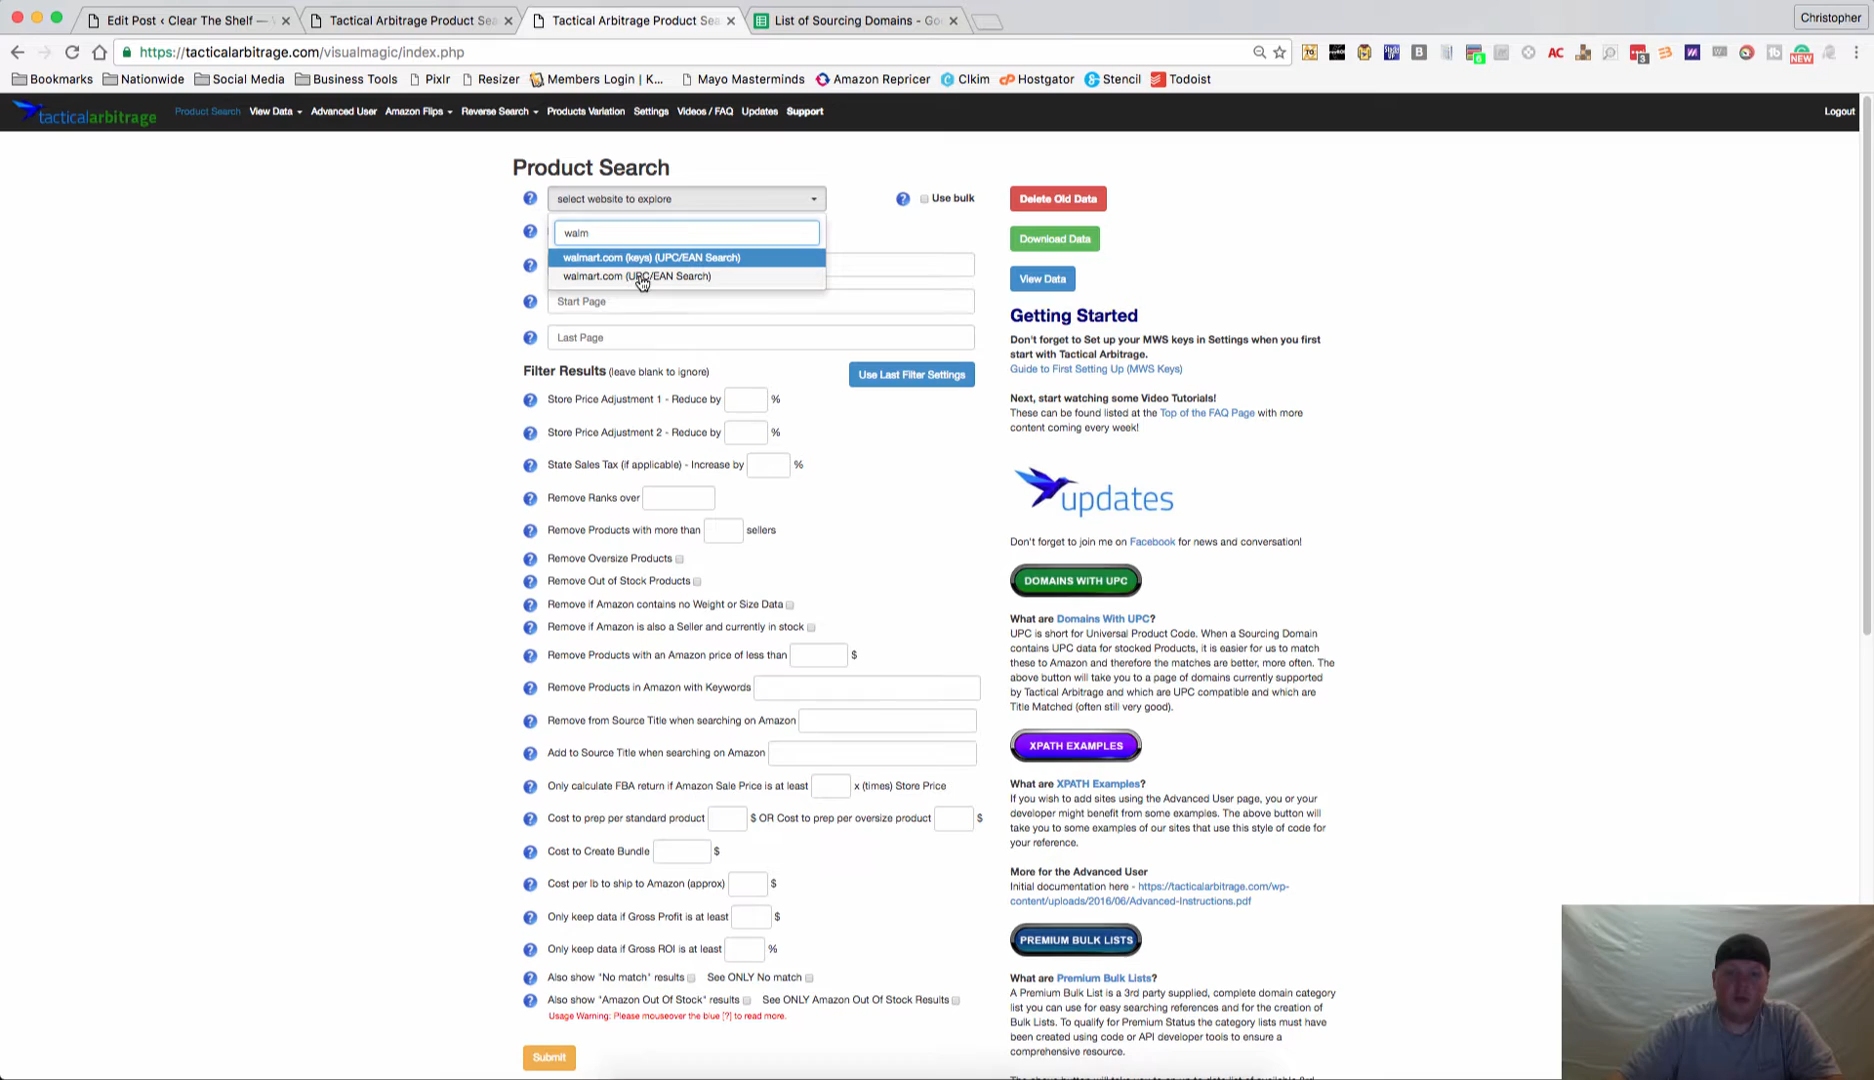 Edit Post ‹ Clear The Shelf —
Tactical Arbitrage Product Sea
Tactical Arbitrage Product Sea
List of Sourcing Domains - Go
Christopher
https://tacticalarbitrage.com/visualmagic/index.php
Bookmarks
Nationwide
Social Media
Business Tools
Pixlr
Resizer
Members Login | K...
Mayo Masterminds
Amazon Repricer
Clkim
Hostgator
Stencil
Todoist
tacticalarbitrage
Product Search
View Data
Advanced User
Amazon Flips
Reverse Search
Products Variation
Settings
Videos / FAQ
Updates
Support
Logout
Product Search
select website to explore
Use bulk
walm
walmart.com (keys) (UPC/EAN Search)
walmart.com (UPC/EAN Search)
Start Page
Last Page
Filter Results (leave blank to ignore)
Use Last Filter Settings
Store Price Adjustment 1 - Reduce by %
Store Price Adjustment 2 - Reduce by %
State Sales Tax (if applicable) - Increase by %
Remove Ranks over
Remove Products with more than sellers
Remove Oversize Products
Remove Out of Stock Products
Remove if Amazon contains no Weight or Size Data
Remove if Amazon is also a Seller and currently in stock
Remove Products with an Amazon price of less than $
Remove Products in Amazon with Keywords
Remove from Source Title when searching on Amazon
Add to Source Title when searching on Amazon
Only calculate FBA return if Amazon Sale Price is at least x (times) Store Price
Cost to prep per standard product $ OR Cost to prep per oversize product $
Cost to Create Bundle $
Cost per lb to ship to Amazon (approx) $
Only keep data if Gross Profit is at least $
Only keep data if Gross ROI is at least %
Also show "No match" results See ONLY No match
Also show "Amazon Out Of Stock" results See ONLY Amazon Out Of Stock Results
Usage Warning: Please mouseover the blue [?] to read more.
Submit
Delete Old Data
Download Data
View Data
Getting Started
Don't forget to Set up your MWS keys in Settings when you first
start with Tactical Arbitrage.
Guide to First Setting Up (MWS Keys)
Next, start watching some Video Tutorials!
These can be found listed at the Top of the FAQ Page with more
content coming every week!
updates
Don't forget to join me on Facebook for news and conversation!
DOMAINS WITH UPC
What are Domains With UPC?
UPC is short for Universal Product Code. When a Sourcing Domain
contains UPC data for stocked Products, it is easier for us to match
these to Amazon and therefore the matches are better, more often. The
above button will take you to a page of domains currently supported
by Tactical Arbitrage and which are UPC compatible and which are
Title Matched (often still very good).
XPATH EXAMPLES
What are XPATH Examples?
If you wish to add sites using the Advanced User page, you or your
developer might benefit from some examples. The above button will
take you to some examples of our sites that use this style of code for
your reference.
More for the Advanced User
Initial documentation here - https://tacticalarbitrage.com/wp-
content/uploads/2016/06/Advanced-Instructions.pdf
PREMIUM BULK LISTS
What are Premium Bulk Lists?
A Premium Bulk List is a 3rd party supplied, complete domain category
list you can use for easy searching references and for the creation of
Bulk Lists. To qualify for Premium Status the category lists must have
been created using code or API developer tools to ensure a
comprehensive resource.